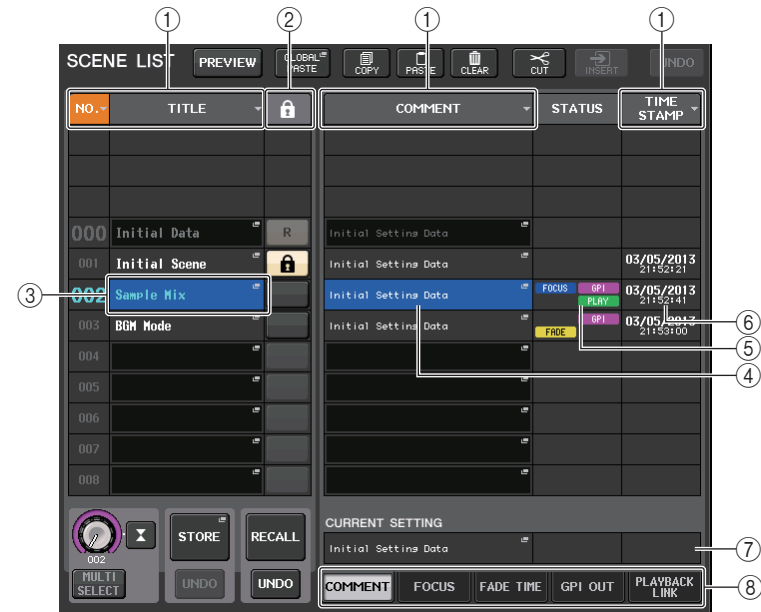 ① ② ① ①
SCENE LIST PREVIEW GLOBAL PASTE COPY PASTE CLEAR CUT INSERT UNDO
NO. TITLE COMMENT STATUS TIME STAMP
000 Initial Data R Initial Setting Data
001 Initial Scene Initial Setting Data 03/05/2013 21:52:21
③ 002 Sample Mix Initial Setting Data FOCUS GPI PLAY 03/05/2013 21:52:41
003 BGM Mode Initial Setting Data FADE GPI 03/05/2013 21:53:00 ⑥
⑤
004 ④
005
006
007
008
CURRENT SETTING
STORE RECALL Initial Setting Data ⑦
002
MULTI SELECT UNDO UNDO COMMENT FOCUS FADE TIME GPI OUT PLAYBACK LINK ⑧